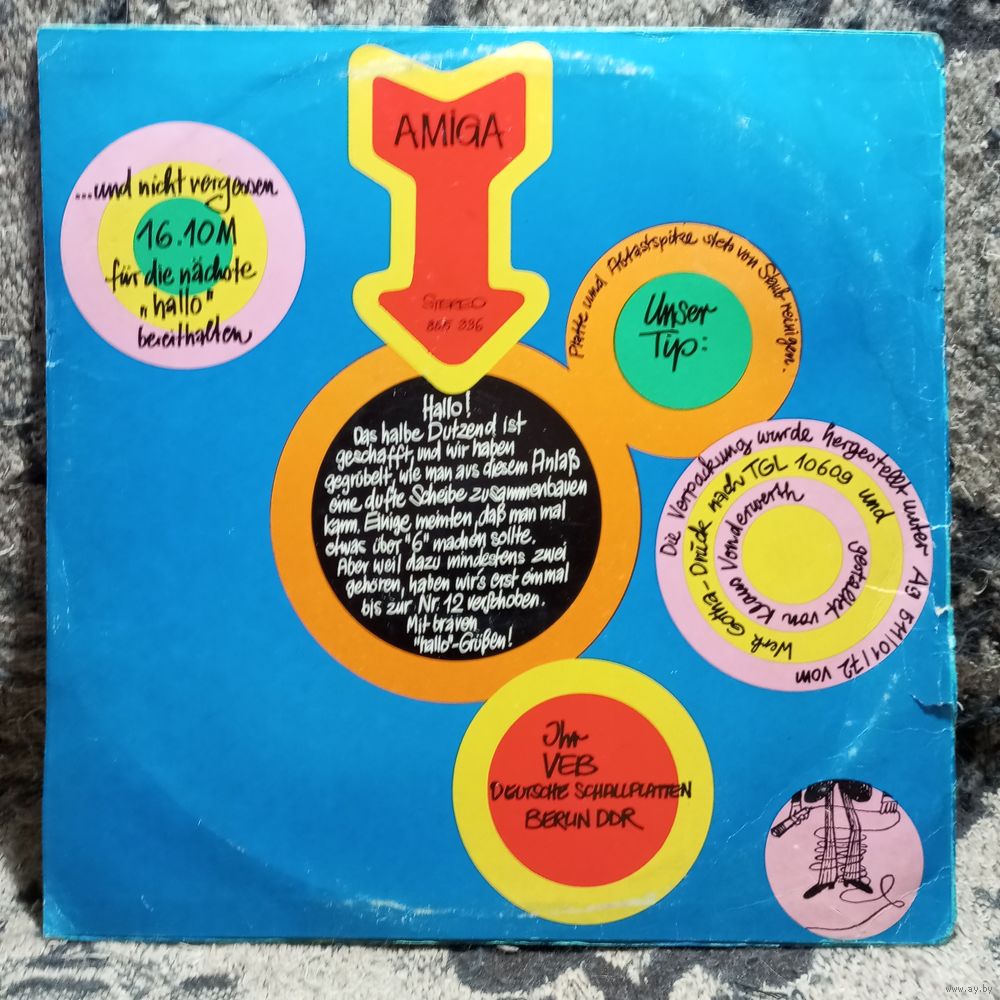 AMIGA
STEREO
855 336
...und nicht vergessen
16.10M
für die nächste
"hallo"
bereithalten
Platte und Abtastspitze stets von Staub reinigen.
Unser
Tip:
Hallo!
Das halbe Dutzend ist
geschafft, und wir haben
gegrübelt, wie man aus diesem Anlaß
eine dufte Scheibe zusammenbauen
kann. Einige meinten, daß man mal
etwas über "6" machen sollte.
Aber weil dazu mindestens zwei
gehören, haben wir's erst einmal
bis zur Nr. 12 verschoben.
Mit braven
"hallo"-Grüßen!
Die Verpackung wurde hergestellt unter Ag 511/01/72 vom
Werk Gotha-Druck nach TGL 10609 und
gestaltet von Klaus Vonderwerth
Ihr
VEB
DEUTSCHE SCHALLPLATTEN
BERLIN DDR
www.ay.by